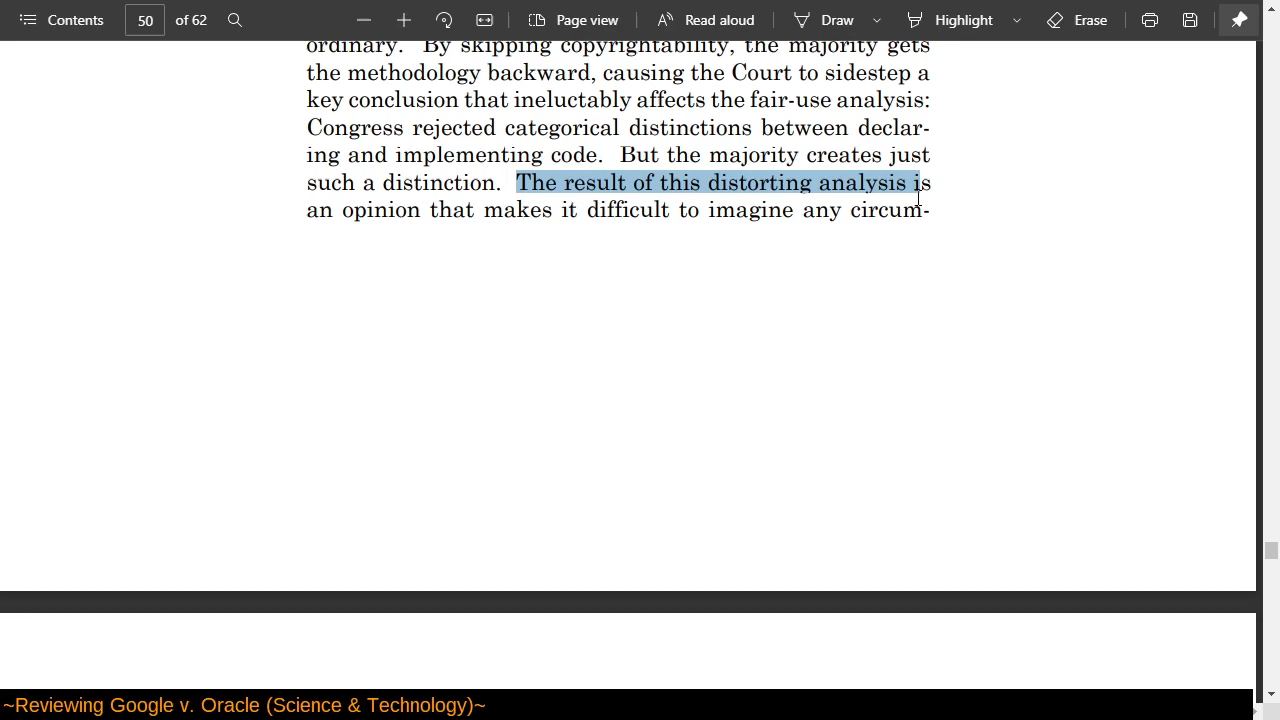 Contents 50 of 62 Page view Read aloud Draw Highlight Erase
ordinary. By skipping copyrightability, the majority gets
the methodology backward, causing the Court to sidestep a
key conclusion that ineluctably affects the fair-use analysis:
Congress rejected categorical distinctions between declar-
ing and implementing code. But the majority creates just
such a distinction. The result of this distorting analysis is
an opinion that makes it difficult to imagine any circum-
~Reviewing Google v. Oracle (Science & Technology)~